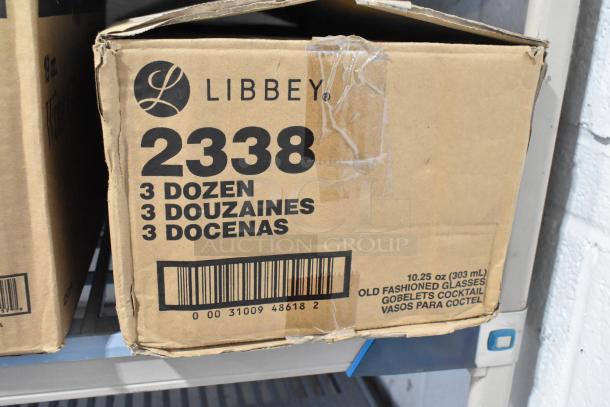 LIBBEY®
2338
3 DOZEN
3 DOUZAINES
3 DOCENAS
AUCTION GROUP
0 00 31009 48618 2
10.25 oz (303 mL)
OLD FASHIONED GLASSES
GOBELETS COCKTAIL
VASOS PARA COCTEL